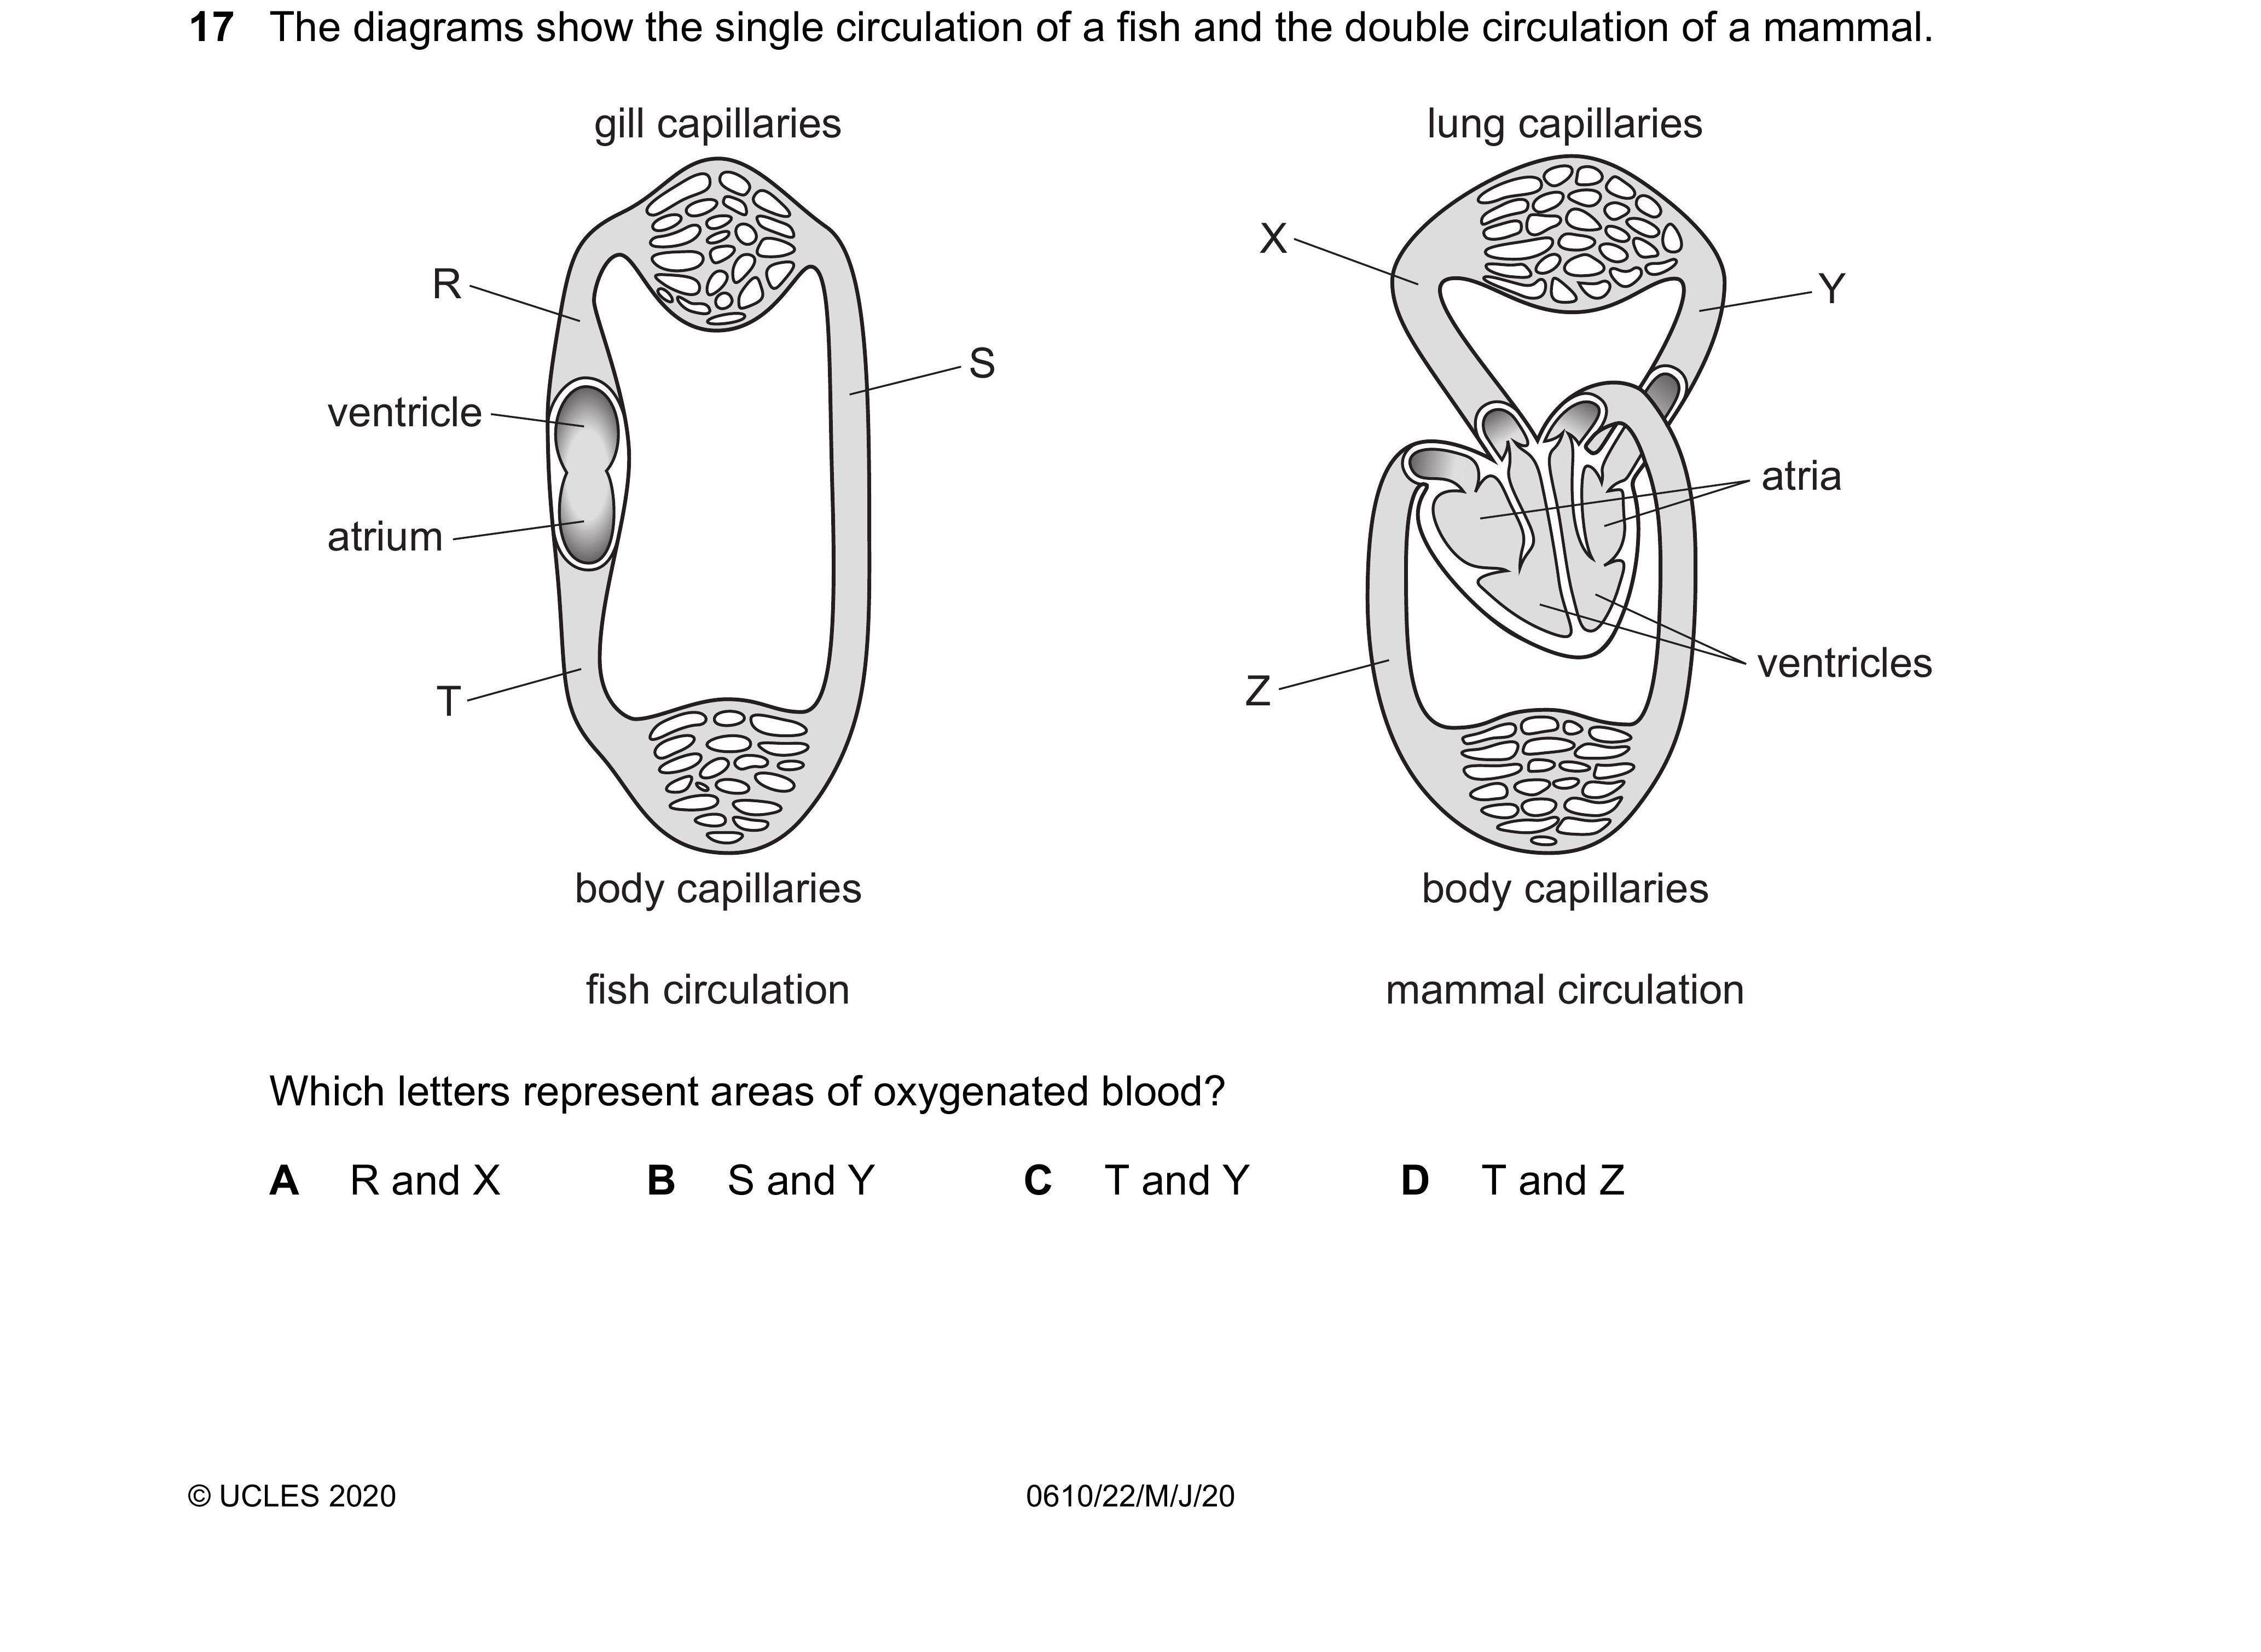 17 The diagrams show the single circulation of a fish and the double circulation of a mammal.
gill capillaries
lung capillaries
X
R
Y
S
ventricle
atria
atrium
ventricles
Z
T
body capillaries
body capillaries
fish circulation
mammal circulation
Which letters represent areas of oxygenated blood?
A R and X B S and Y C T and Y D T and Z
© UCLES 2020 0610/22/M/J/20